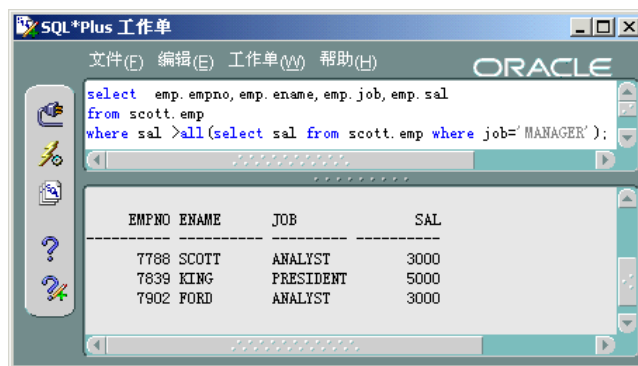 SQL*Plus 工作单
文件(F) 编辑(E) 工作单(W) 帮助(H)
ORACLE
select  emp.empno,emp.ename,emp.job,emp.sal
from scott.emp
where sal >all(select sal from scott.emp where job='MANAGER');
EMPNO ENAME      JOB              SAL
---------- ---------- --------- ----------
7788 SCOTT      ANALYST         3000
7839 KING       PRESIDENT       5000
7902 FORD       ANALYST         3000